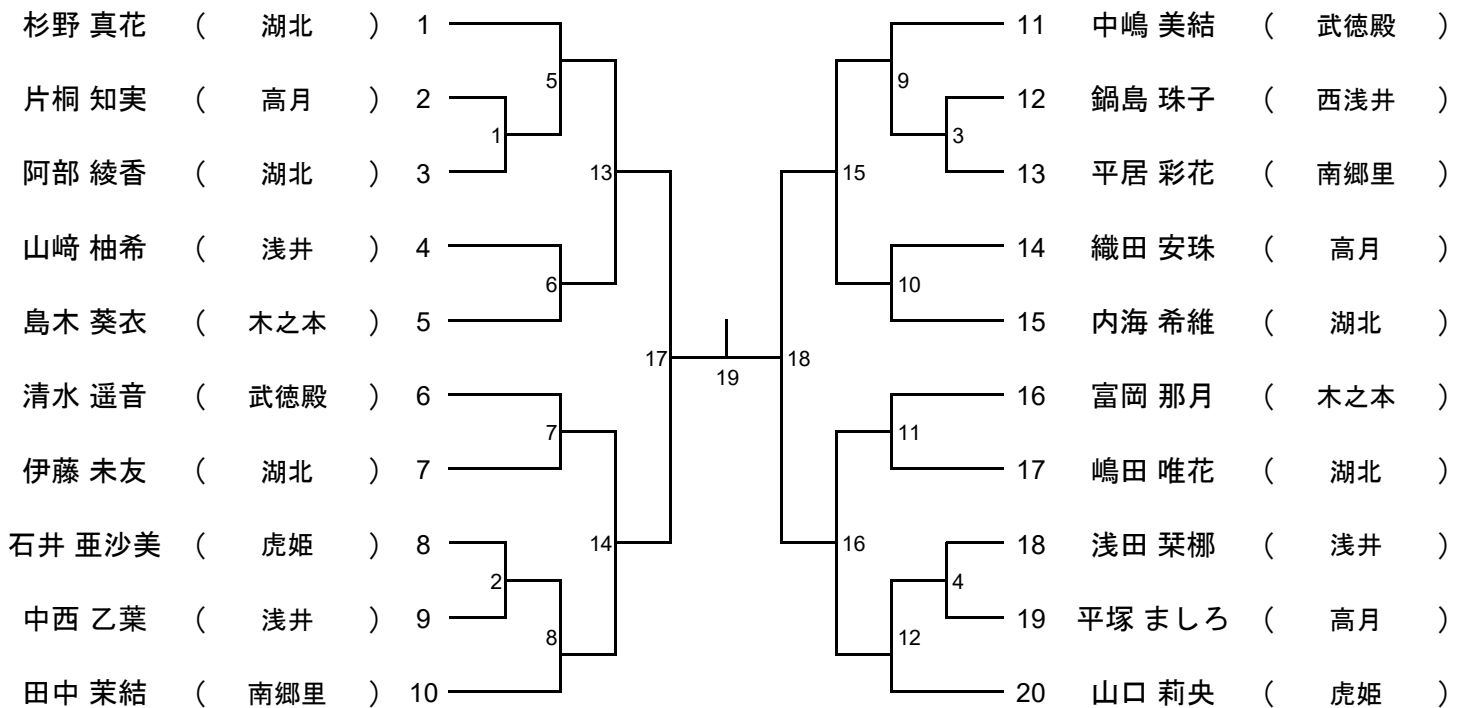 杉野 真花 ( 湖北 ) 1
片桐 知実 ( 高月 ) 2
阿部 綾香 ( 湖北 ) 3
山﨑 柚希 ( 浅井 ) 4
島木 葵衣 ( 木之本 ) 5
清水 遥音 ( 武徳殿 ) 6
伊藤 未友 ( 湖北 ) 7
石井 亜沙美 ( 虎姫 ) 8
中西 乙葉 ( 浅井 ) 9
田中 茉結 ( 南郷里 ) 10
5
1
13
6
17
7
14
2
8
19
18
9
3
15
10
11
16
4
12
11 中嶋 美結 ( 武徳殿 )
12 鍋島 珠子 ( 西浅井 )
13 平居 彩花 ( 南郷里 )
14 織田 安珠 ( 高月 )
15 内海 希維 ( 湖北 )
16 富岡 那月 ( 木之本 )
17 嶋田 唯花 ( 湖北 )
18 浅田 栞梛 ( 浅井 )
19 平塚 ましろ ( 高月 )
20 山口 莉央 ( 虎姫 )